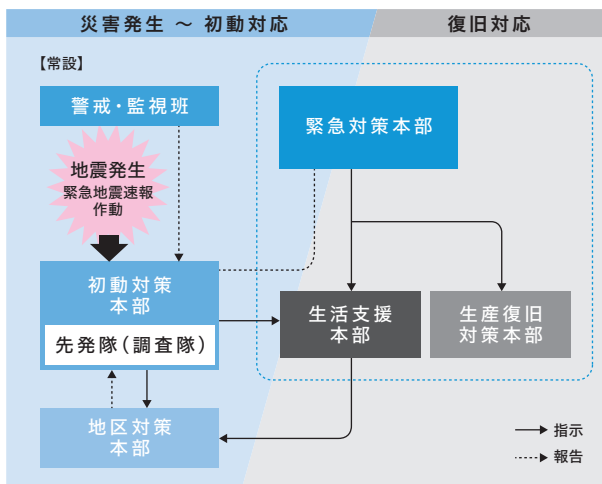 災害発生 ～ 初動対応
復旧対応
【常設】
警戒・監視班
緊急対策本部
地震発生
緊急地震速報
作動
初動対策
本部
先発隊（調査隊）
生活支援
本部
生産復旧
対策本部
地区対策
本部
指示
報告